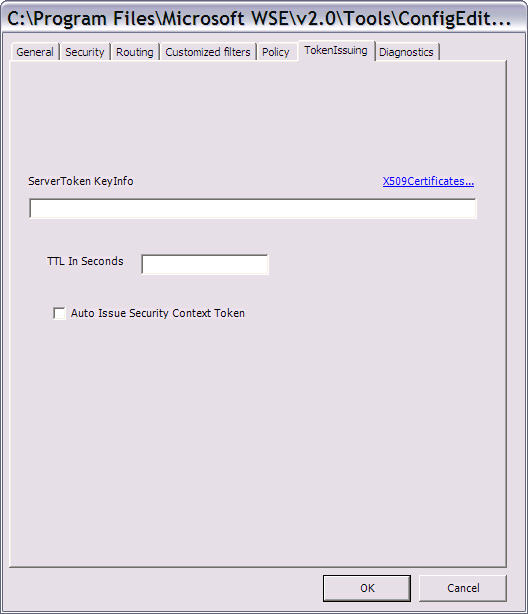 C:\Program Files\Microsoft WSE\v2.0\Tools\ConfigEdit...
General Security Routing Customized filters Policy TokenIssuing Diagnostics
ServerToken KeyInfo X509Certificates...
TTL In Seconds
Auto Issue Security Context Token
OK Cancel